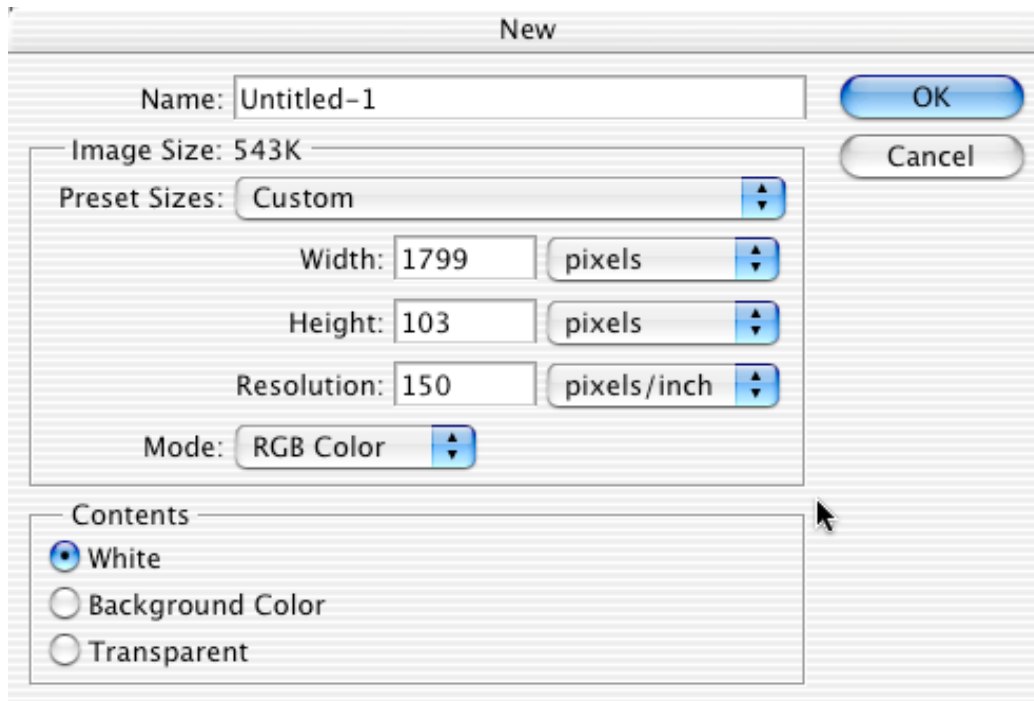 New
Name: Untitled-1
OK
Image Size: 543K
Cancel
Preset Sizes: Custom
Width: 1799 pixels
Height: 103 pixels
Resolution: 150 pixels/inch
Mode: RGB Color
Contents
White
Background Color
Transparent